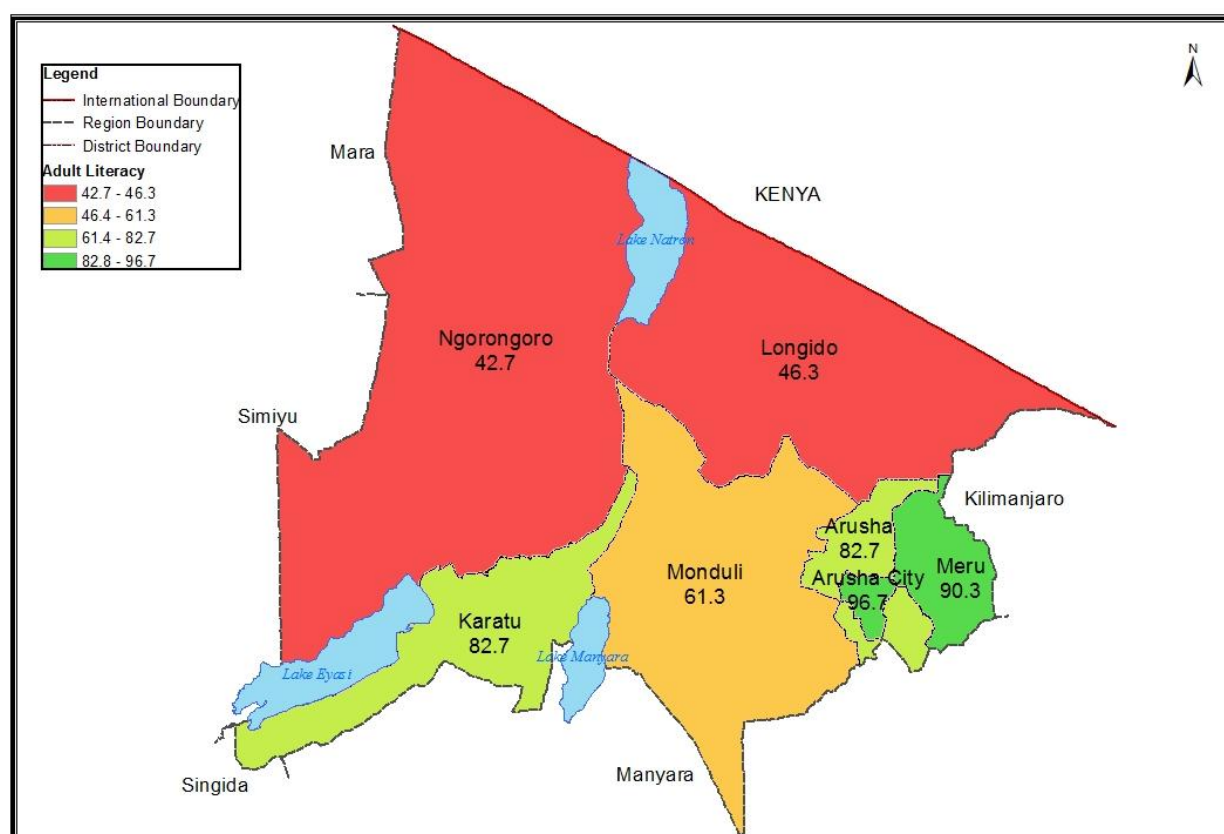 Legend
International Boundary
Region Boundary
District Boundary
Adult Literacy
42.7 - 46.3
46.4 - 61.3
61.4 - 82.7
82.8 - 96.7
N
Mara
KENYA
Lake Natron
Ngorongoro
42.7
Longido
46.3
Simiyu
Kilimanjaro
Arusha
82.7
Monduli
61.3
Arusha City
96.7
Meru
90.3
Karatu
82.7
Lake Manyara
Lake Eyasi
Singida
Manyara